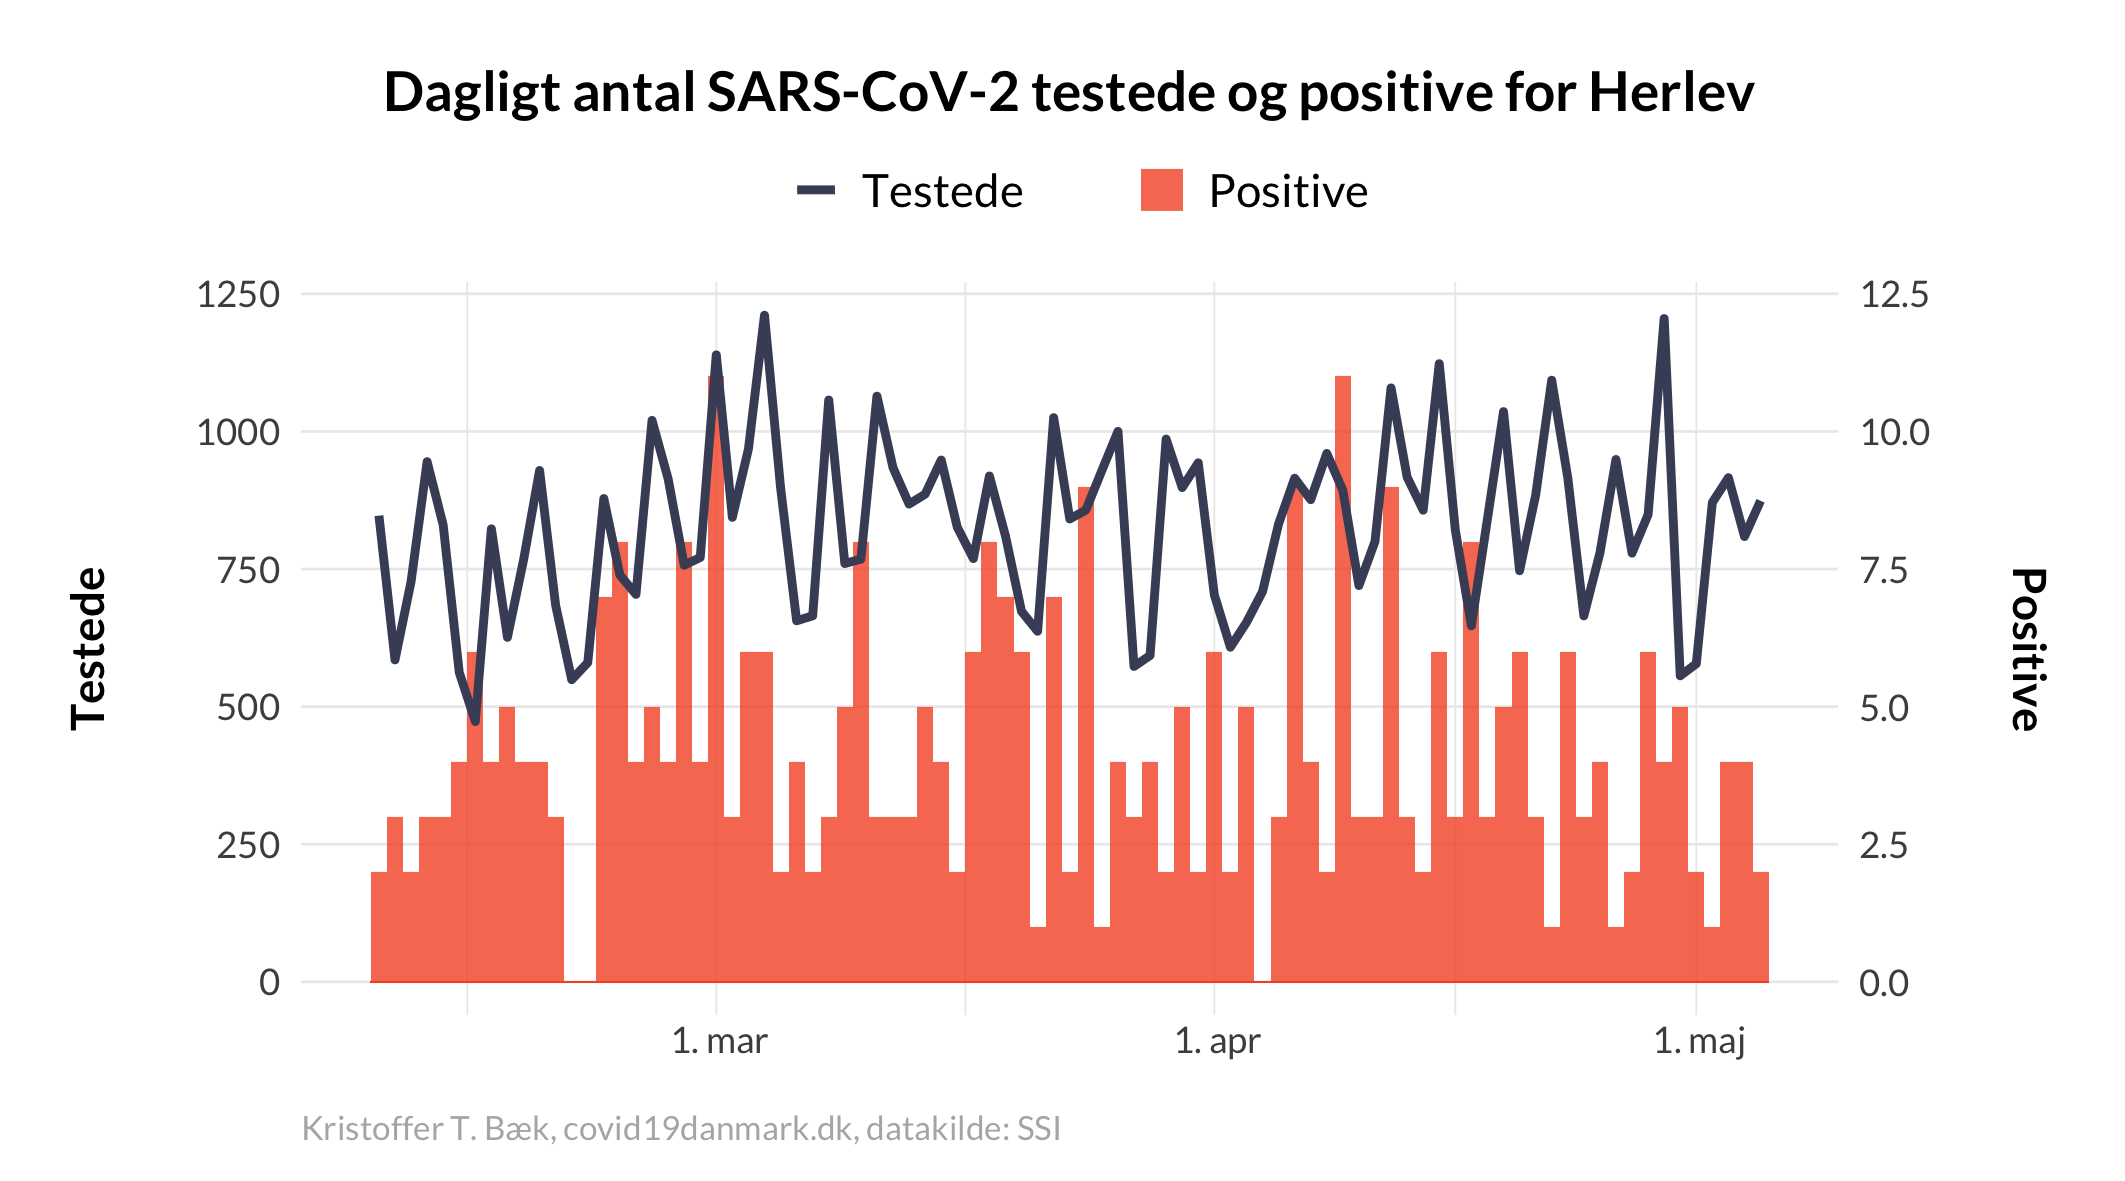 Dagligt antal SARS-CoV-2 testede og positive for Herlev
Testede
Positive
1250
1000
750
500
250
0
12.5
10.0
7.5
5.0
2.5
0.0
Testede
Positive
1. mar
1. apr
1. maj
Kristoffer T. Bæk, covid19danmark.dk, datakilde: SSI